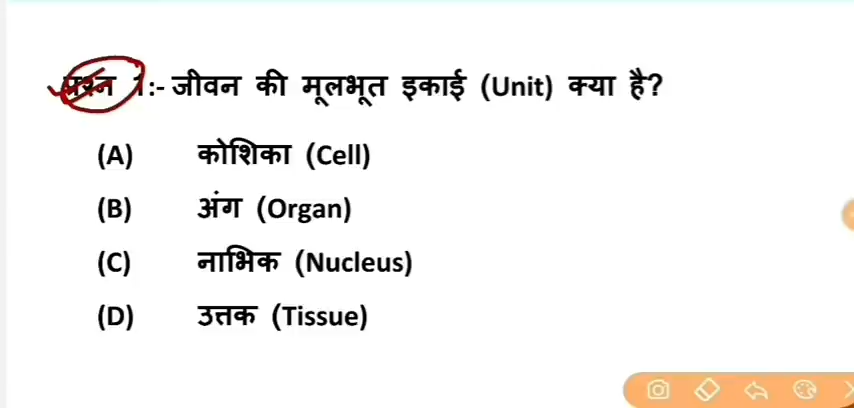 प्रश्न 1:- जीवन की मूलभूत इकाई (Unit) क्या है?
(A) कोशिका (Cell)
(B) अंग (Organ)
(C) नाभिक (Nucleus)
(D) उत्तक (Tissue)